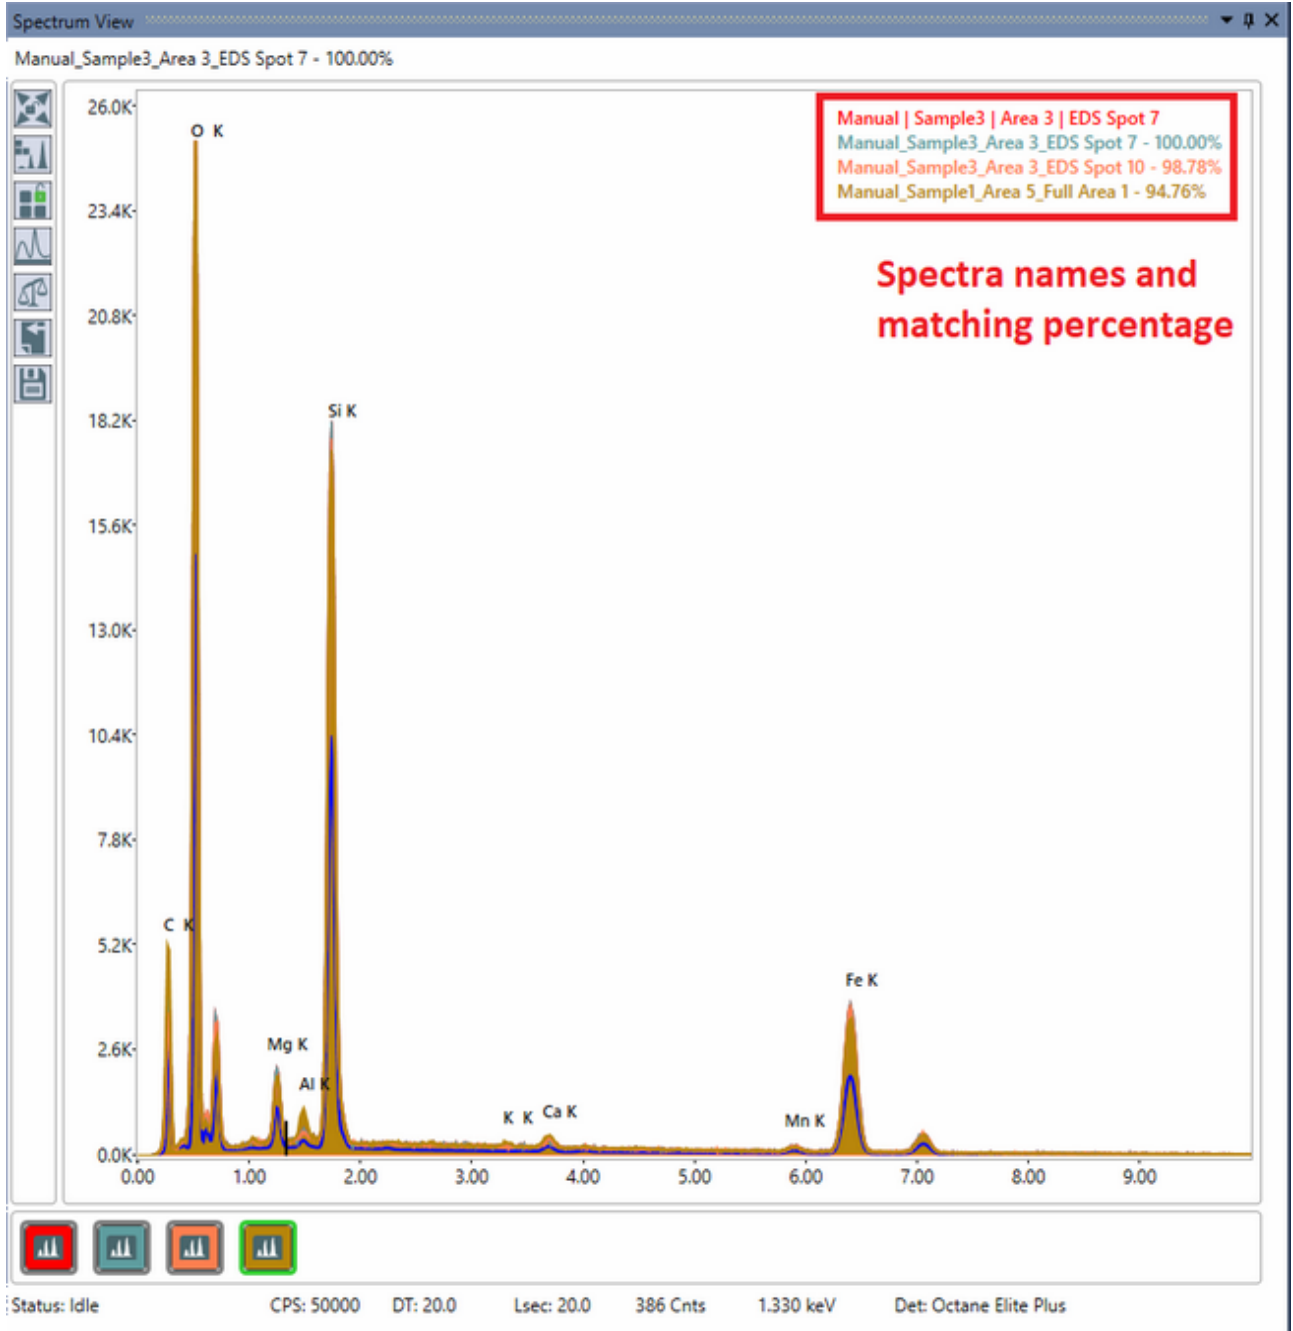 Spectrum View
Manual_Sample3_Area 3_EDS Spot 7 - 100.00%
Manual | Sample3 | Area 3 | EDS Spot 7
Manual_Sample3_Area 3_EDS Spot 7 - 100.00%
Manual_Sample3_Area 3_EDS Spot 10 - 98.78%
Manual_Sample1_Area 5_Full Area 1 - 94.76%
Spectra names and
matching percentage
26.0K
23.4K
20.8K
18.2K
15.6K
13.0K
10.4K
7.8K
5.2K
2.6K
0.0K
O K
Si K
C K
Mg K
Al K
K K
Ca K
Mn K
Fe K
0.00 1.00 2.00 3.00 4.00 5.00 6.00 7.00 8.00 9.00
Status: Idle CPS: 50000 DT: 20.0 Lsec: 20.0 386 Cnts 1.330 keV Det: Octane Elite Plus